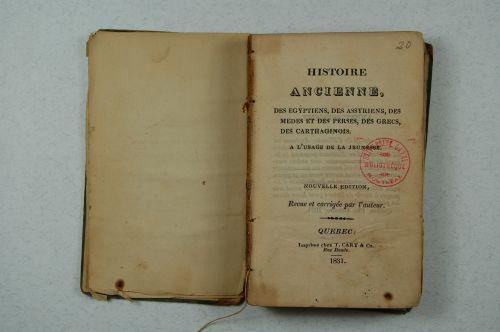 20
HISTOIRE
ANCIENNE,
DES EGYPTIENS, DES ASSYRIENS, DES
MEDES ET DES PERSES, DES GRECS,
DES CARTHAGINOIS.
A L'USAGE DE LA JEUNESSE.
NOUVELLE EDITION,
Revue et corrigée par l'auteur.
QUEBEC:
Imprimé chez T. CARY & Co.
Rue Buade.
1831.